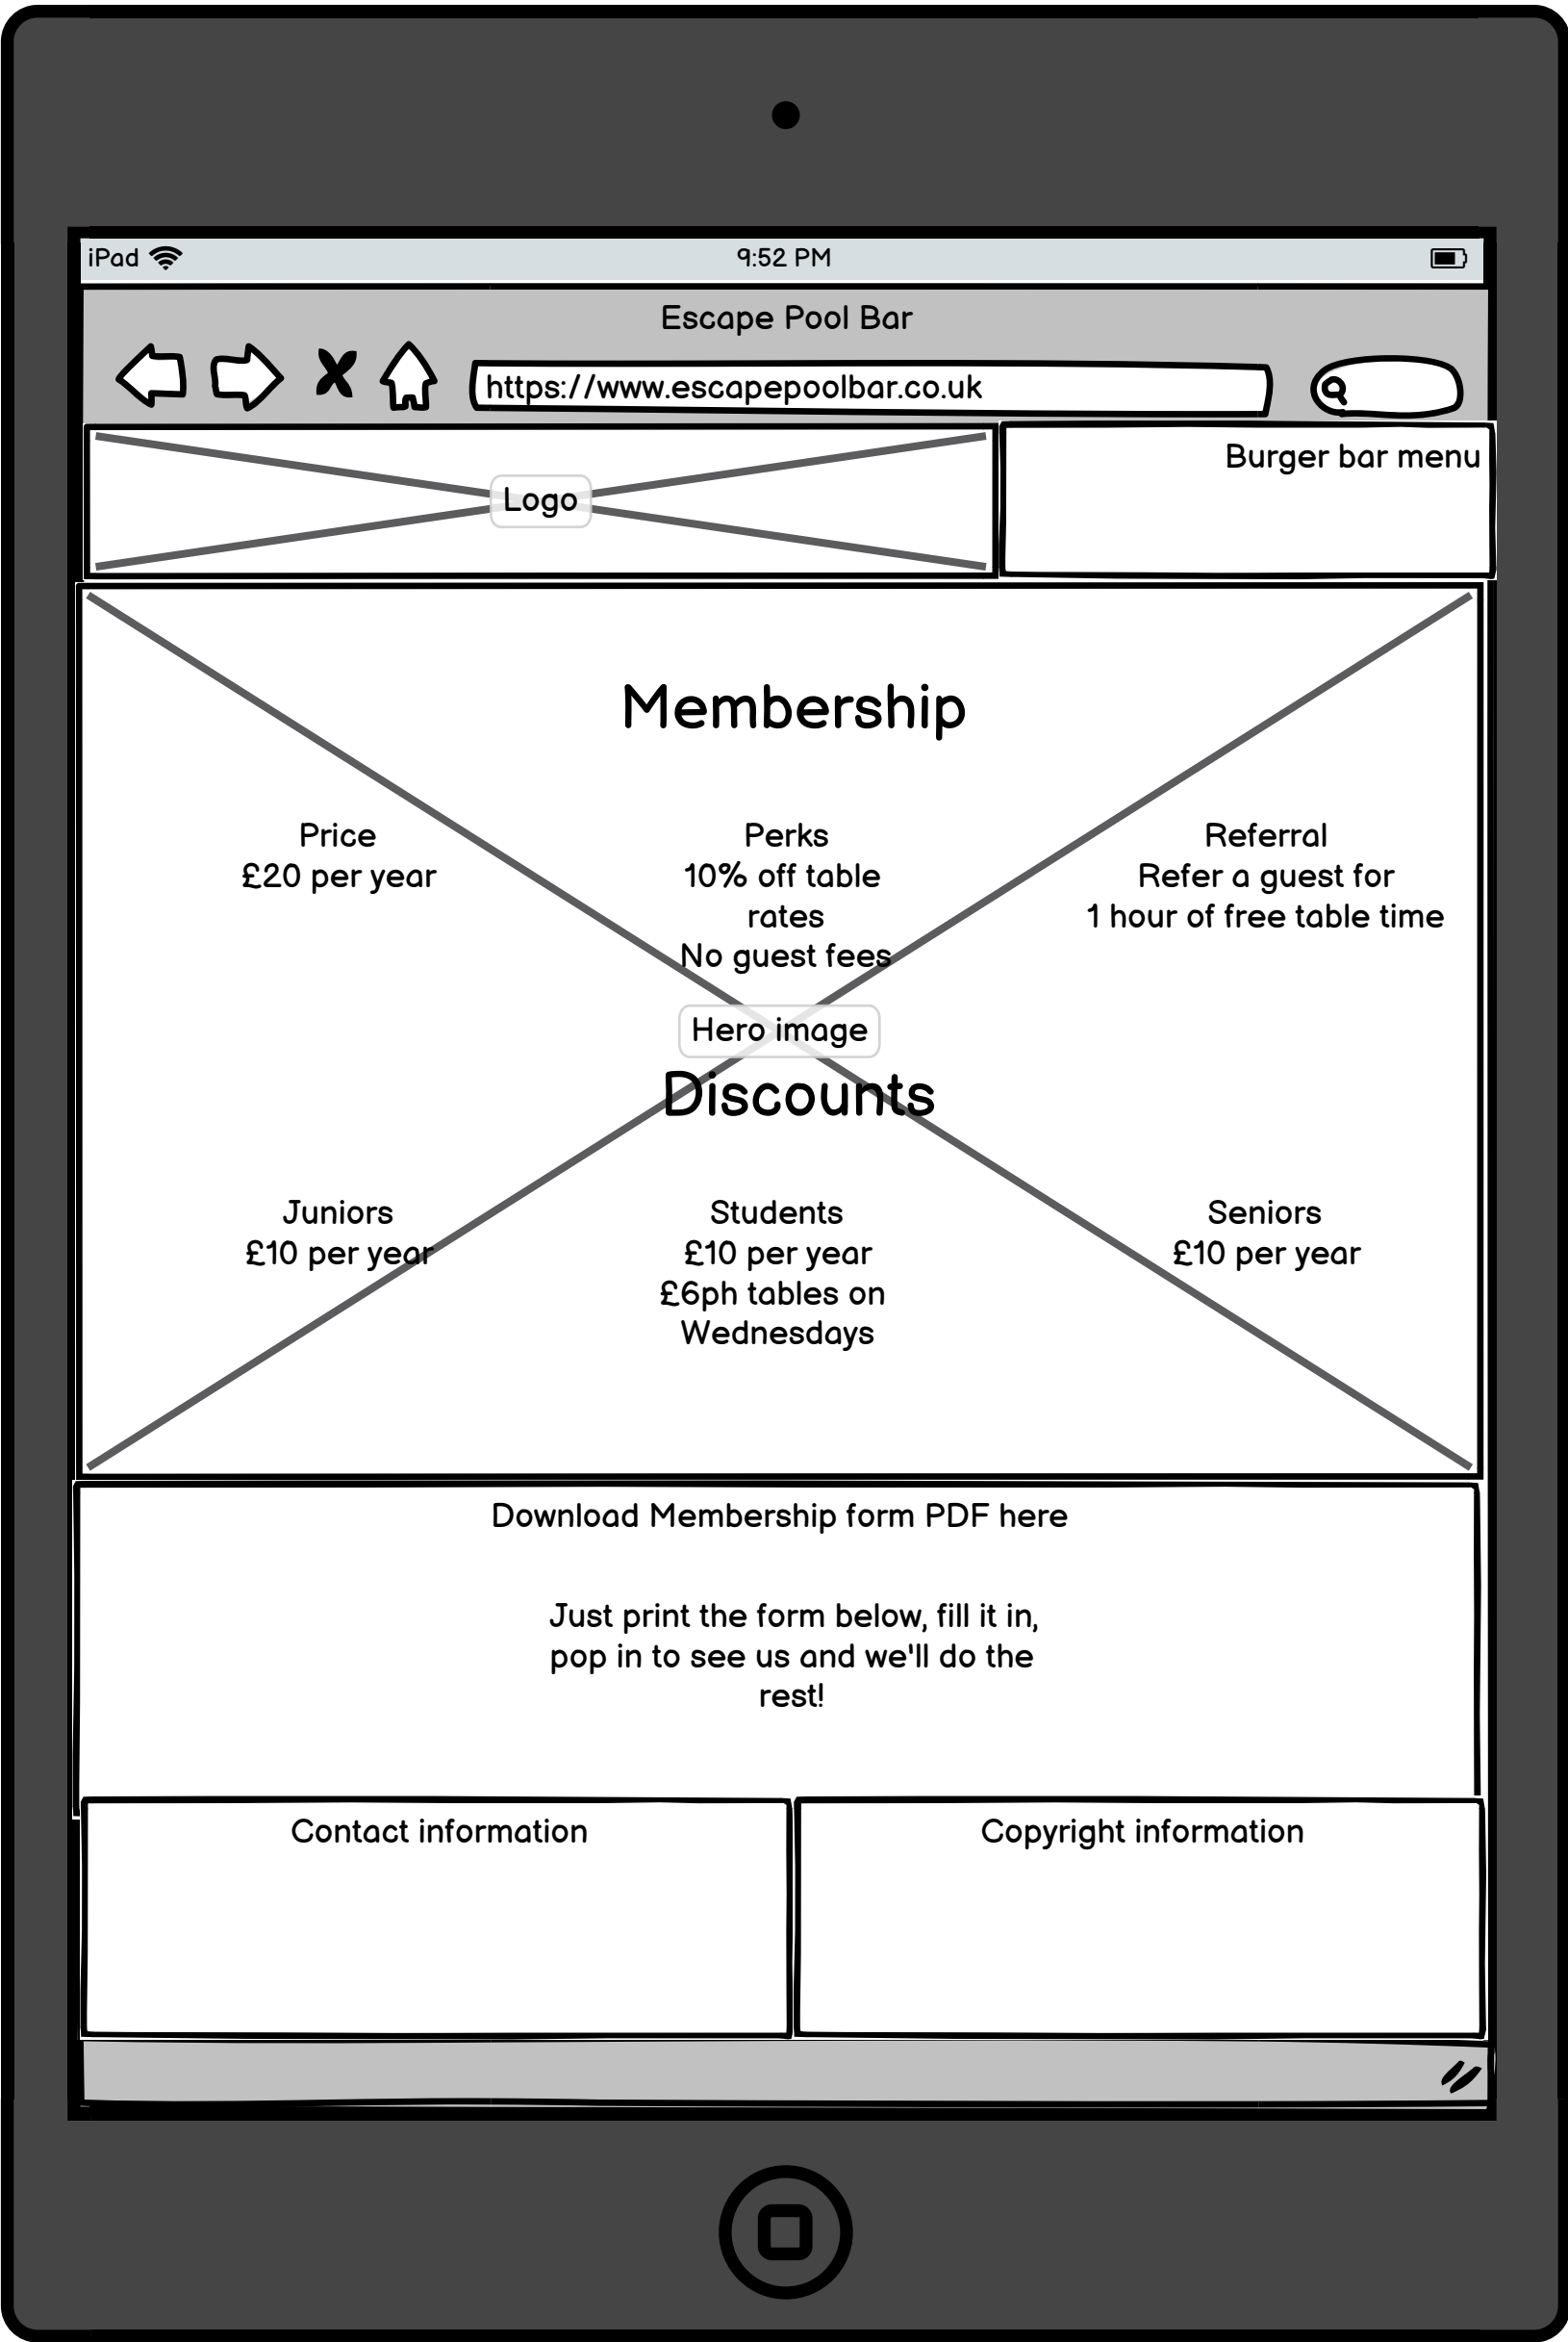 iPad
9:52 PM
Escape Pool Bar
https://www.escapepoolbar.co.uk
Logo
Burger bar menu
Membership
Price
£20 per year
Perks
10% off table
rates
No guest fees
Referral
Refer a guest for
1 hour of free table time
Hero image
Discounts
Juniors
£10 per year
Students
£10 per year
£6ph tables on
Wednesdays
Seniors
£10 per year
Download Membership form PDF here
Just print the form below, fill it in,
pop in to see us and we'll do the
rest!
Contact information
Copyright information